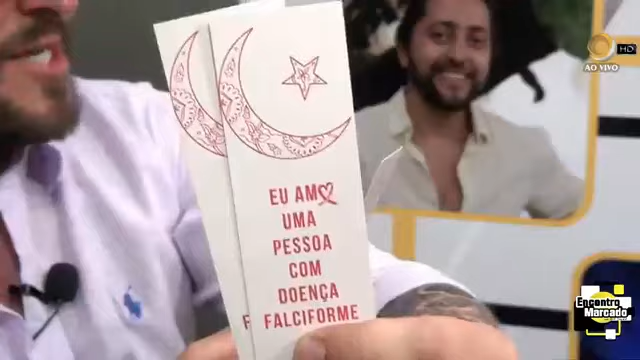 HD
AO VIVO
EU AMO
UMA
PESSOA
COM
DOENÇA
FALCIFORME
F
Encontro
Marcado